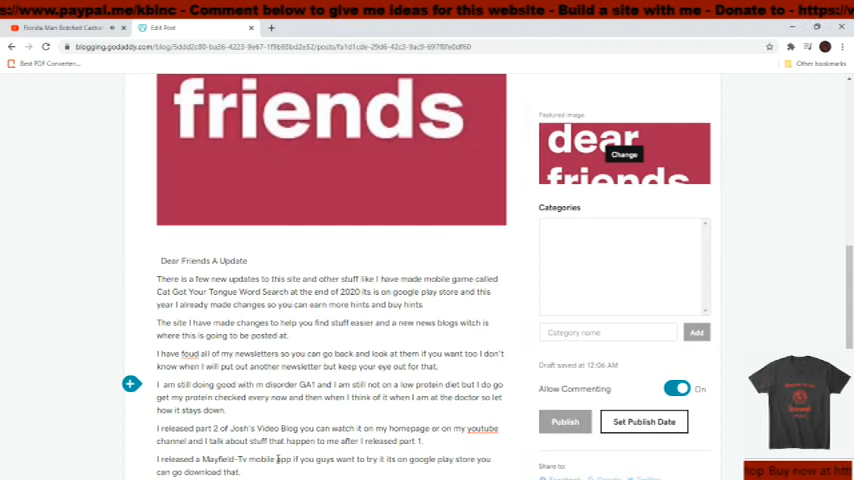 s://www.paypal.me/kbinc - Comment below to give me ideas for this website - Build a site with me - Donate to - https://w
Florida Man Botched Castra
Edit Post
blogging.godaddy.com/blog/5ddd2c80-ba36-4223-9e67-1f9b93bd2e52/posts/fa1d1cde-29d6-42c3-9ac9-697f8fe0df60
Best PDF Converter...
Other bookmarks
friends
Featured Image
dear
friends
Change
Categories
Category name
Add
Draft saved at 12:06 AM
Allow Commenting
On
Publish
Set Publish Date
Share to:
Facebook
Google
Twitter
Dear Friends A Update
There is a few new updates to this site and other stuff like I have made mobile game called
Cat Got Your Tongue Word Search at the end of 2020 its is on google play store and this
year I already made changes so you can earn more hints and buy hints
The site I have made changes to help you find stuff easier and a new news blogs witch is
where this is going to be posted at.
I have foud all of my newsletters so you can go back and look at them if you want too I don't
know when I will put out another newsletter but keep your eye out for that.
I am still doing good with m disorder GA1 and I am still not on a low protein diet but I do go
get my protein checked every now and then when I think of it when I am at the doctor so let
how it stays down.
I released part 2 of Josh's Video Blog you can watch it on my homepage or on my youtube
channel and I talk about stuff that happen to me after I released part 1.
I released a Mayfield-Tv mobile app if you guys want to try it its on google play store you
can go download that.
hop Buy now at htt